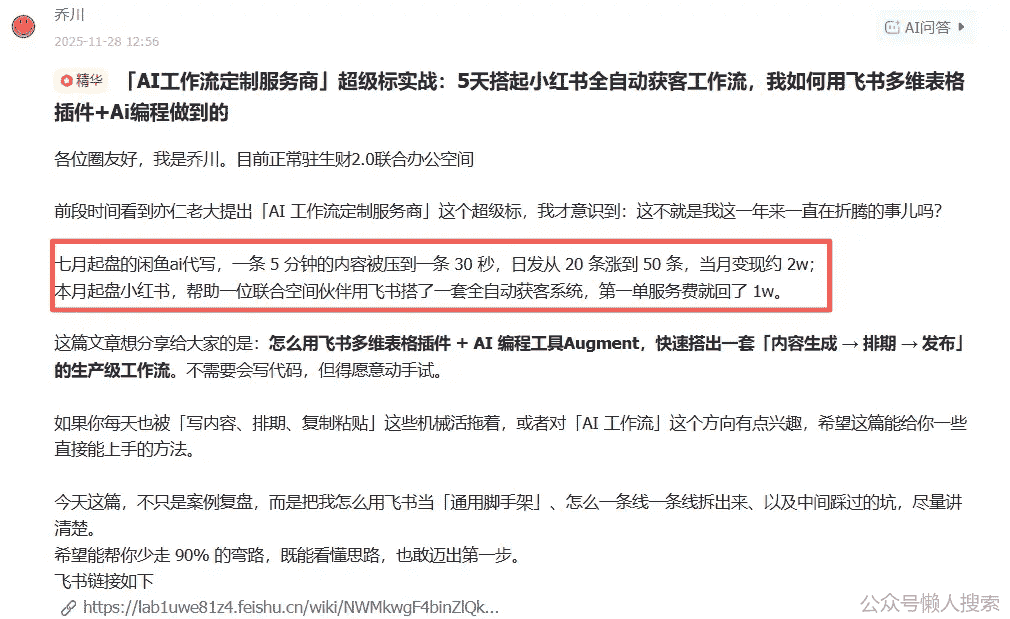 乔川
2025-11-28 12:56
AI问答
精华 「AI工作流定制服务商」超级标实战：5天搭起小红书全自动获客工作流，我如何用飞书多维表格
插件+Ai编程做到的
各位圈友好，我是乔川。目前正常驻生财2.0联合办公空间
前段时间看到亦仁老大提出「AI 工作流定制服务商」这个超级标，我才意识到：这不就是我这一年来一直在折腾的事儿吗？
七月起盘的闲鱼ai代写，一条 5 分钟的内容被压到一条 30 秒，日发从 20 条涨到 50 条，当月变现约 2w；
本月起盘小红书，帮助一位联合空间伙伴用飞书搭了一套全自动获客系统，第一单服务费就回了 1w。
这篇文章想分享给大家的是：怎么用飞书多维表格插件 + AI 编程工具Augment，快速搭出一套「内容生成 → 排期 → 发布」
的生产级工作流。不需要会写代码，但得愿意动手试。
如果你每天也被「写内容、排期、复制粘贴」这些机械活拖着，或者对「AI 工作流」这个方向有点兴趣，希望这篇能给你一些
直接能上手的方法。
今天这篇，不只是案例复盘，而是把我怎么用飞书当「通用脚手架」、怎么一条线一条线拆出来、以及中间踩过的坑，尽量讲
清楚。
希望能帮你少走 90% 的弯路，既能看懂思路，也敢迈出第一步。
飞书链接如下
https://lab1uwe81z4.feishu.cn/wiki/NWMkwgF4binZlQk...
公众号懒人搜索